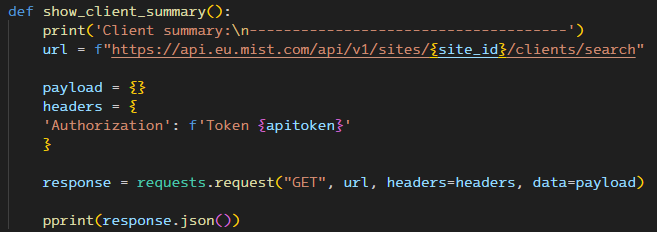 def show_client_summary():
    print('Client summary:\n-----------------------------------')
    url = f"https://api.eu.mist.com/api/v1/sites/{site_id}/clients/search"
    payload = {}
    headers = {
    'Authorization': f'Token {apitoken}'
    }
    response = requests.request("GET", url, headers=headers, data=payload)
    pprint(response.json())